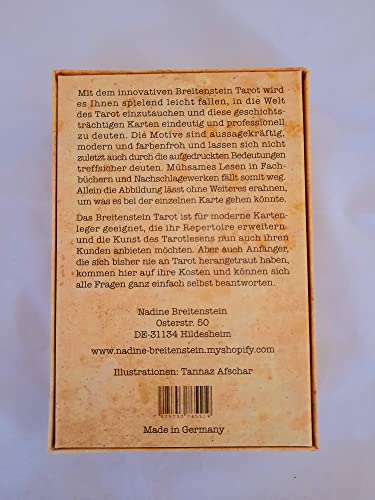 Mit dem innovativen Breitenstein Tarot wird
es Ihnen spielend leicht fallen, in die Welt
des Tarot einzutauchen und diese geschichts-
trächtigen Karten eindeutig und professionell
zu deuten. Die Motive sind aussagekräftig,
modern und farbenfroh und lassen sich nicht
zuletzt auch durch die aufgedruckten Bedeutungen
treffsicher deuten. Mühsames Lesen in Fach-
büchern und Nachschlagewerken fällt somit weg.
Allein die Abbildung lässt ohne Weiteres erahnen,
um was es bei der einzelnen Karte gehen könnte.
Das Breitenstein Tarot ist für moderne Karten-
leger geeignet, die ihr Repertoire erweitern
und die Kunst des Tarotlesens nun auch ihren
Kunden anbieten möchten. Aber auch Anfänger,
die sich bisher nie an Tarot herangetraut haben,
kommen hier auf ihre Kosten und können sich
alle Fragen ganz einfach selbst beantworten.
Nadine Breitenstein
Osterstr. 50
DE-31134 Hildesheim
www.nadine-breitenstein.myshopify.com
Illustrationen: Tannaz Afschar
Made in Germany